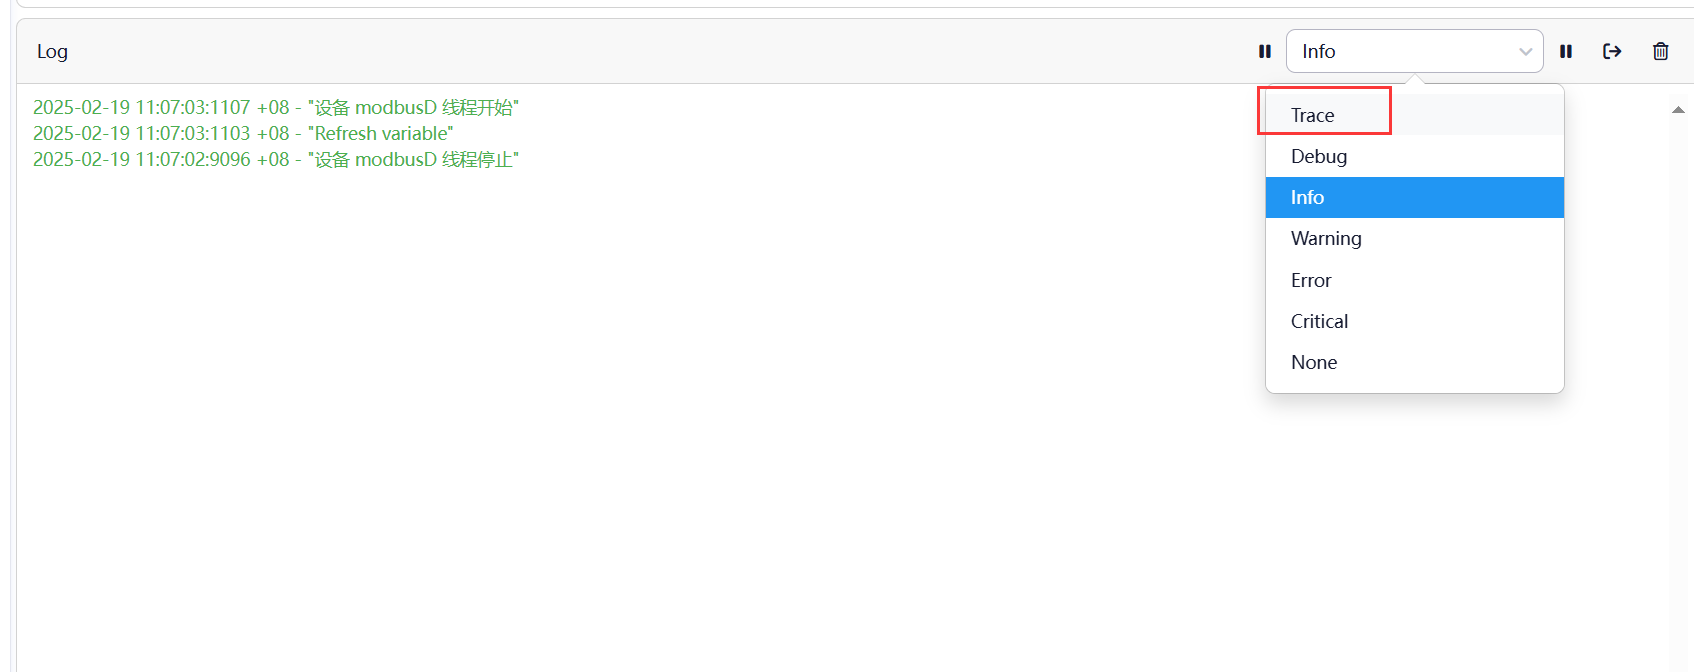 Log
Info
2025-02-19 11:07:03:1107 +08 - "设备 modbusD 线程开始"
2025-02-19 11:07:03:1103 +08 - "Refresh variable"
2025-02-19 11:07:02:9096 +08 - "设备 modbusD 线程停止"
Trace
Debug
Info
Warning
Error
Critical
None